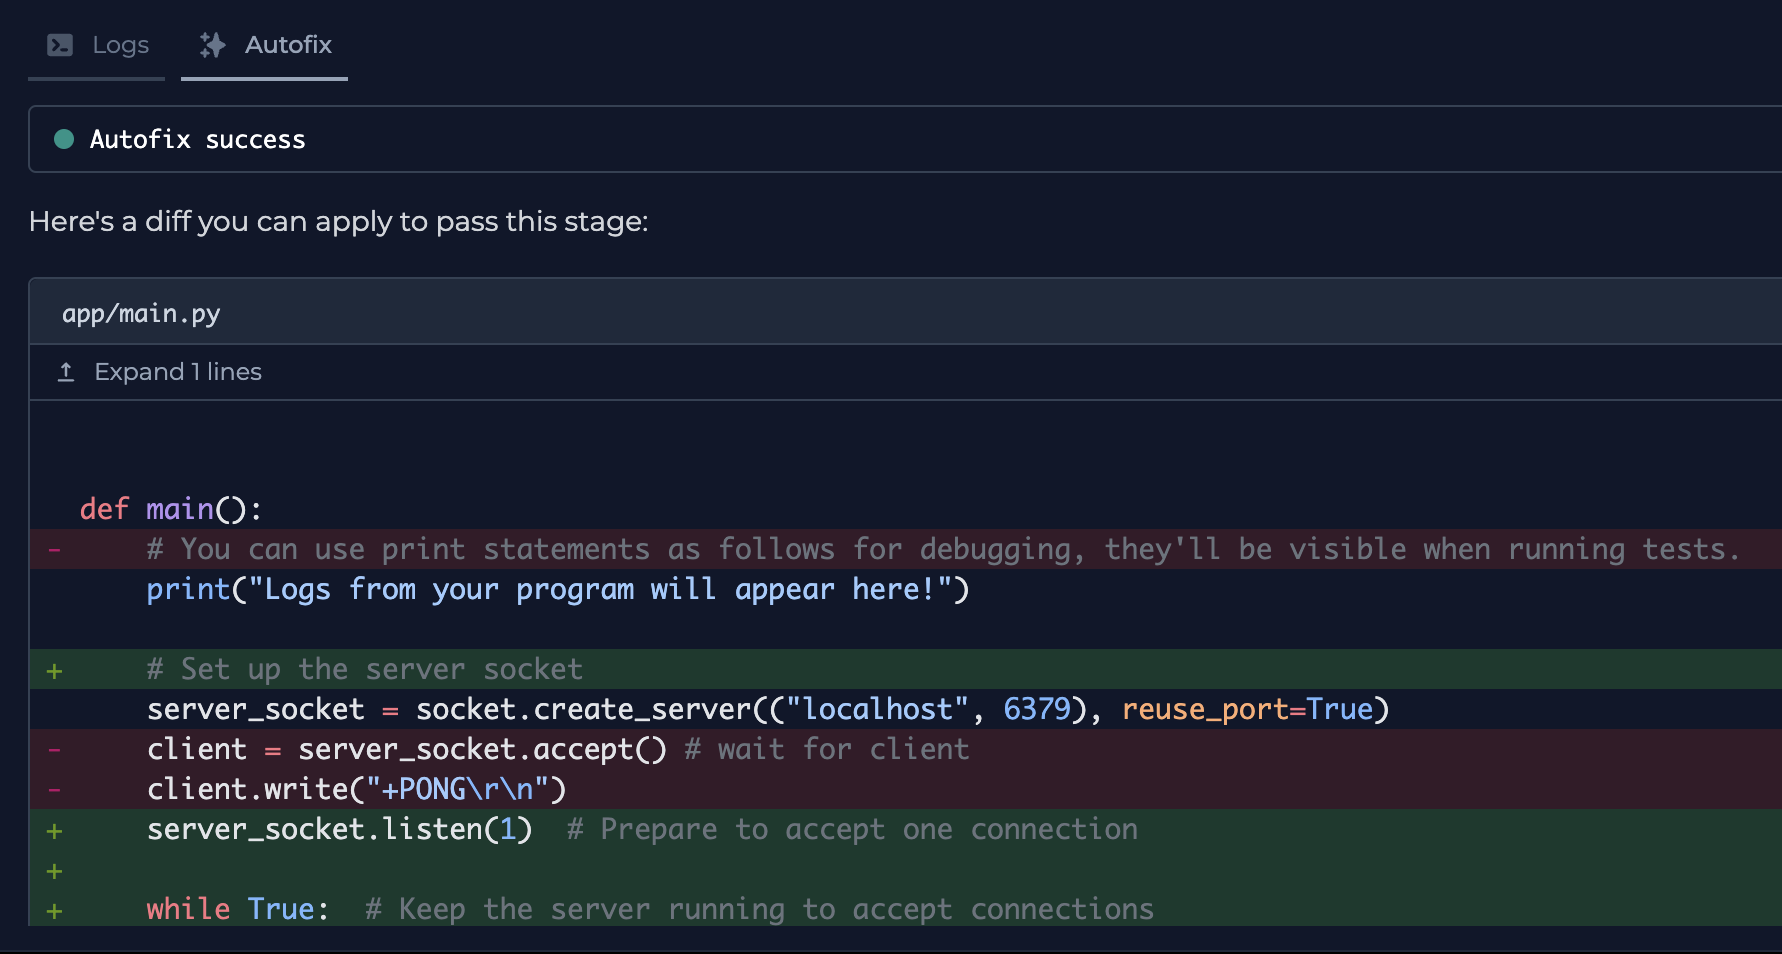 Logs Autofix
Autofix success
Here's a diff you can apply to pass this stage:
app/main.py
Expand 1 lines
def main():
-     # You can use print statements as follows for debugging, they'll be visible when running tests.
    print("Logs from your program will appear here!")
+     # Set up the server socket
    server_socket = socket.create_server(("localhost", 6379), reuse_port=True)
-     client = server_socket.accept() # wait for client
-     client.write("+PONG\r\n")
+     server_socket.listen(1)  # Prepare to accept one connection
+
+     while True:  # Keep the server running to accept connections